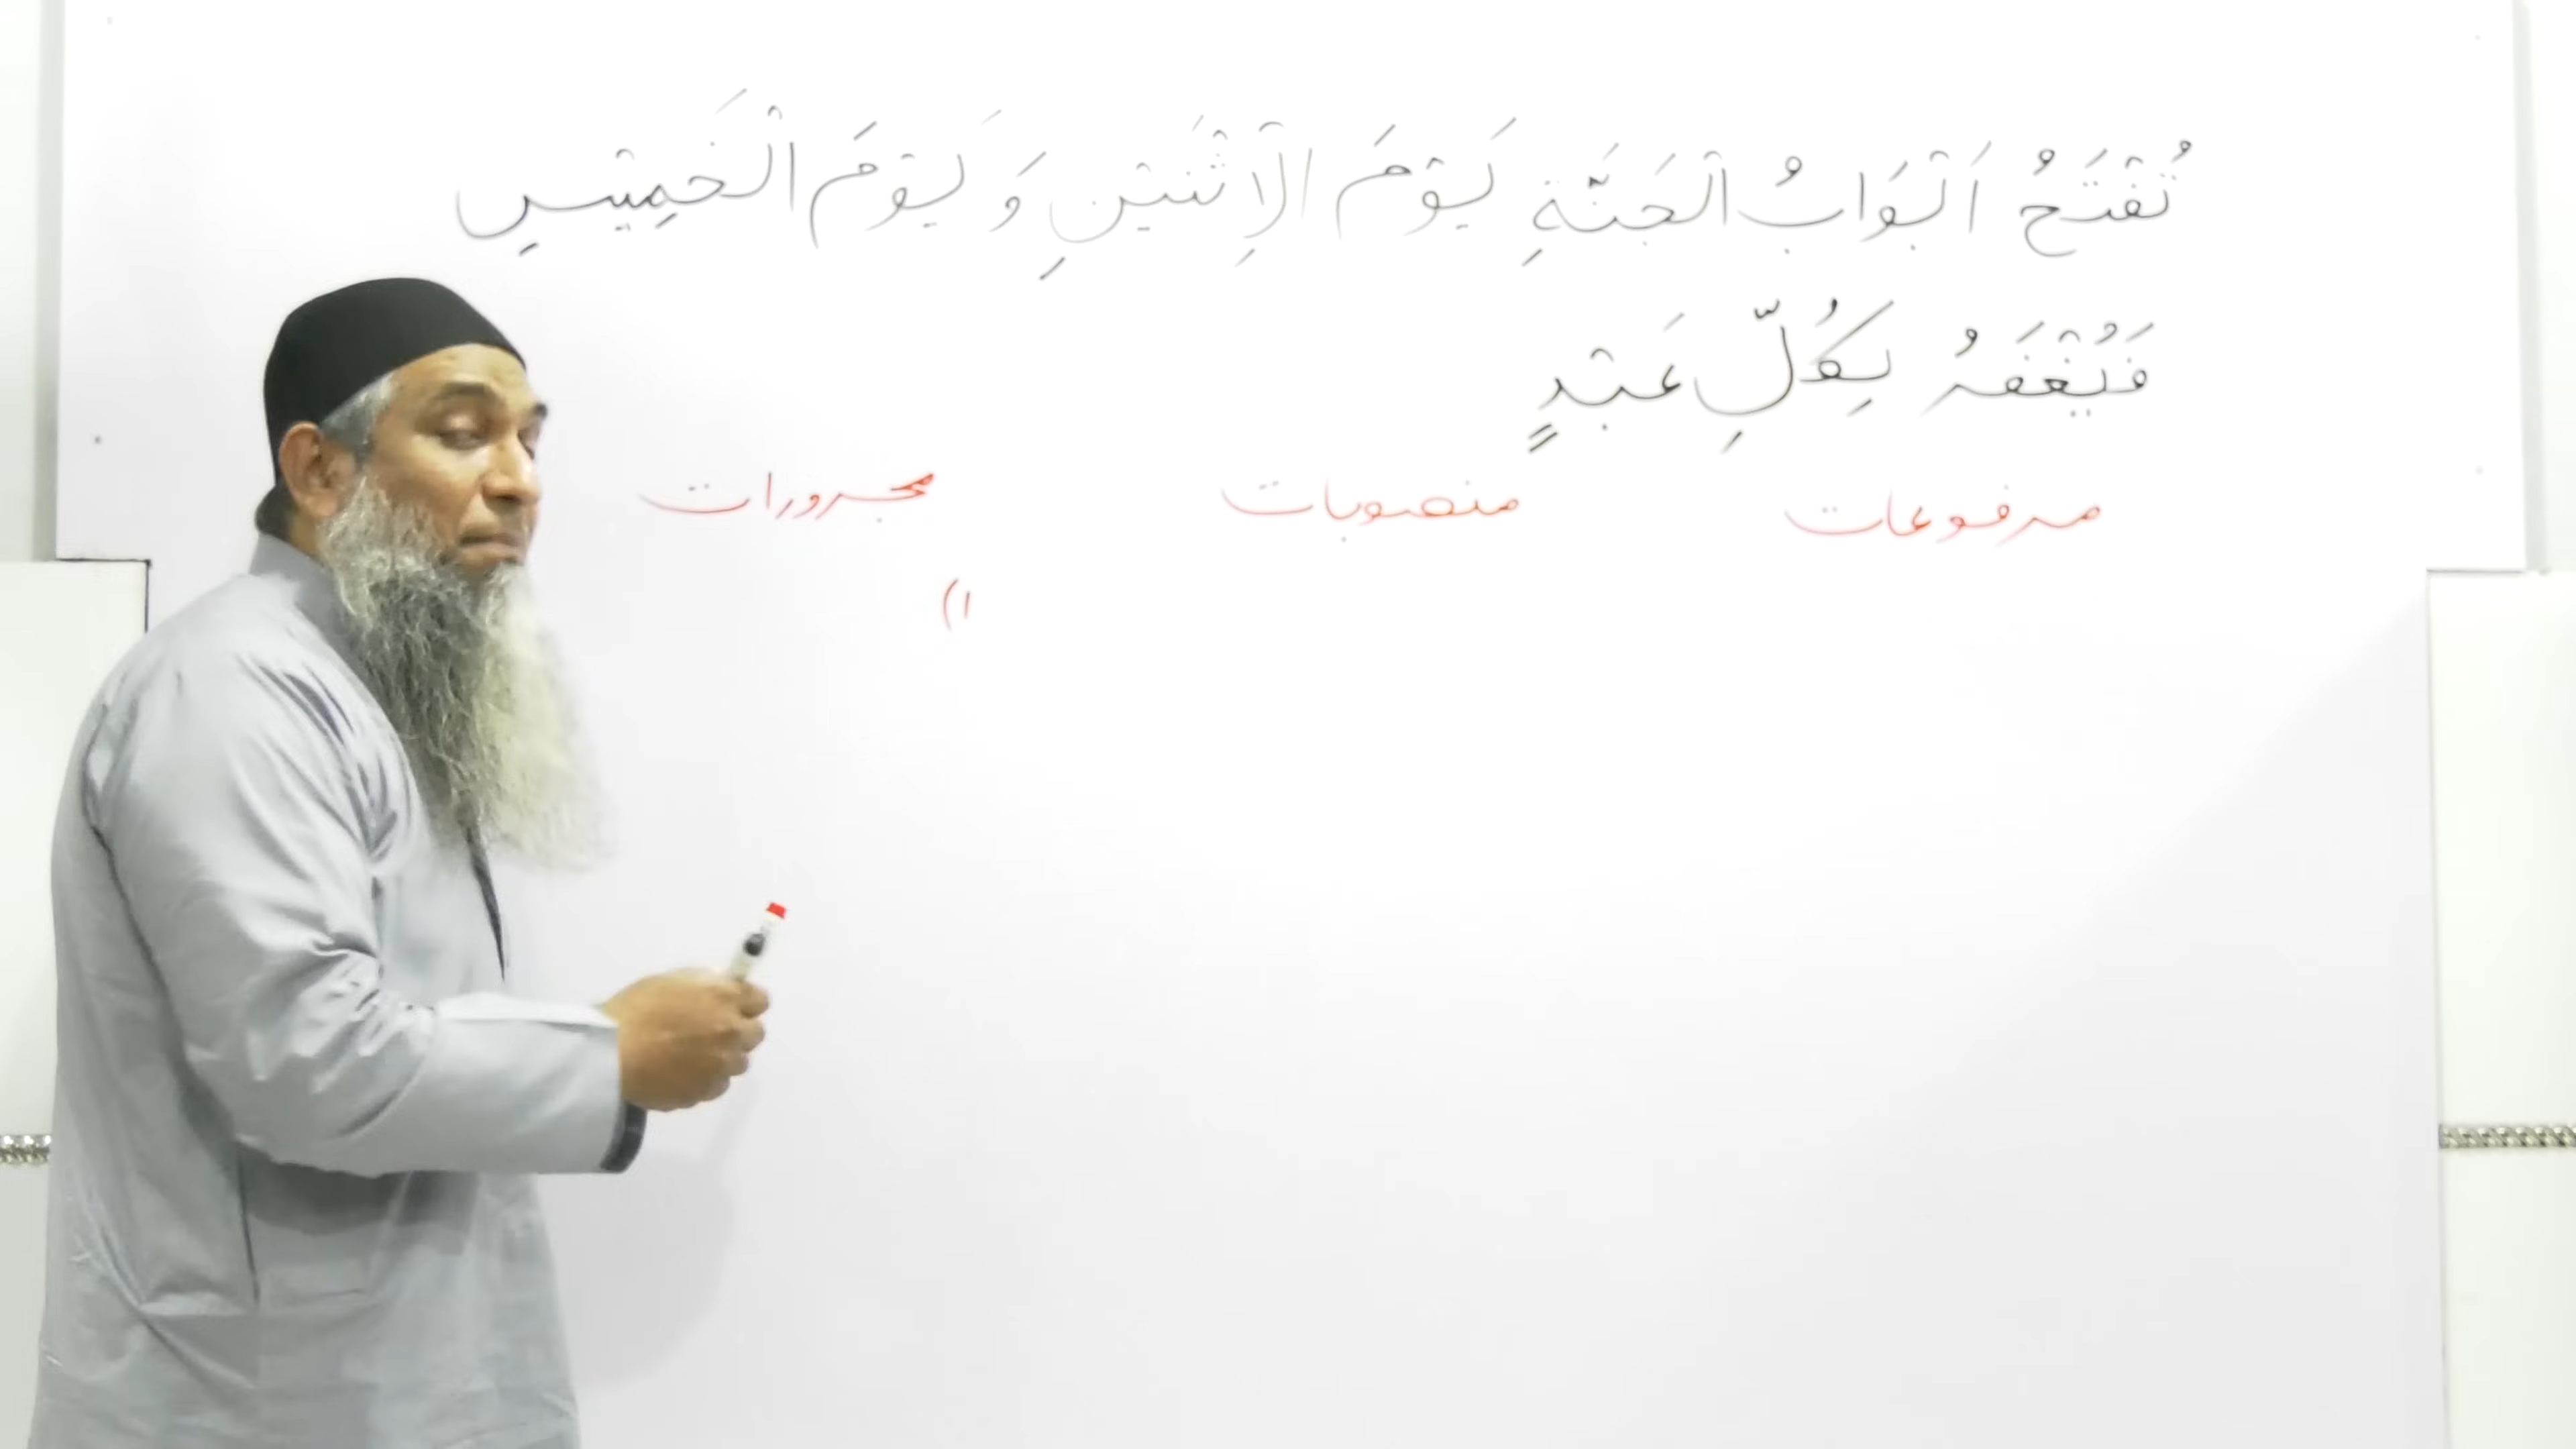 تُفْتَحُ اَبْوَابُ الْجَنَّةِ يَوْمَ الْاِثْنَيْنِ وَ يَوْمَ الْخَمِيْسِ
فَيُغْفَرُ لِكُلِّ عَبْدٍ
مرفوعات منصوبات مجرورات
١)